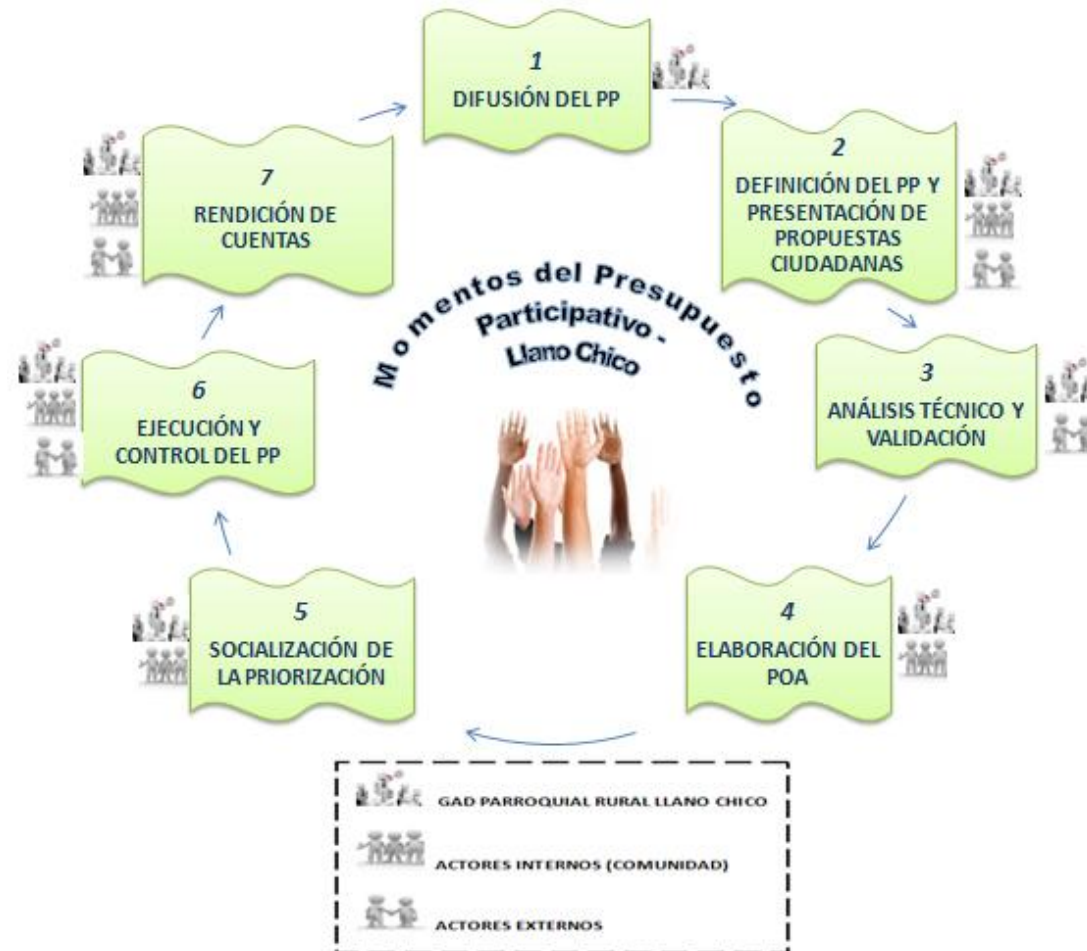 1
DIFUSIÓN DEL PP
2
DEFINICIÓN DEL PP Y
PRESENTACIÓN DE
PROPUESTAS
CIUDADANAS
3
ANÁLISIS TÉCNICO Y
VALIDACIÓN
4
ELABORACIÓN DEL
POA
5
SOCIALIZACIÓN DE
LA PRIORIZACIÓN
6
EJECUCIÓN Y
CONTROL DEL PP
7
RENDICIÓN DE
CUENTAS
Momentos del Presupuesto
Participativo -
Llano Chico
GAD PARROQUIAL RURAL LLANO CHICO
ACTORES INTERNOS (COMUNIDAD)
ACTORES EXTERNOS